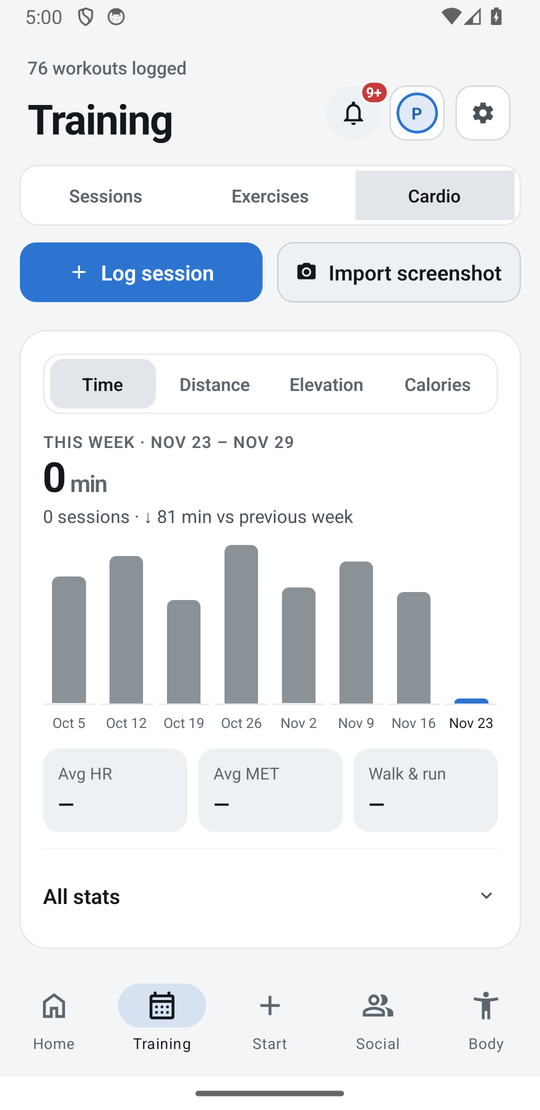 5:00
76 workouts logged
Training
9+
P
Sessions Exercises Cardio
+ Log session Import screenshot
Time Distance Elevation Calories
THIS WEEK · NOV 23 – NOV 29
0 min
0 sessions · ↓ 81 min vs previous week
Oct 5 Oct 12 Oct 19 Oct 26 Nov 2 Nov 9 Nov 16 Nov 23
Avg HR Avg MET Walk & run
– – –
All stats
Home Training Start Social Body